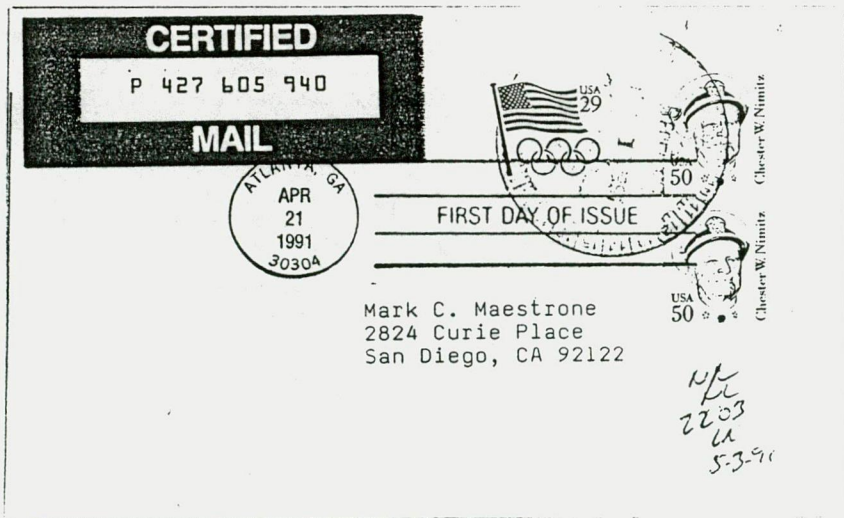 CERTIFIED
P 427 605 940
MAIL
USA
29
50
Chester W. Nimitz
ATLANTA, GA
APR
21
1991
30304
FIRST DAY OF ISSUE
USA
50
Chester W. Nimitz
Mark C. Maestrone
2824 Curie Place
San Diego, CA 92122
2203
5-3-91